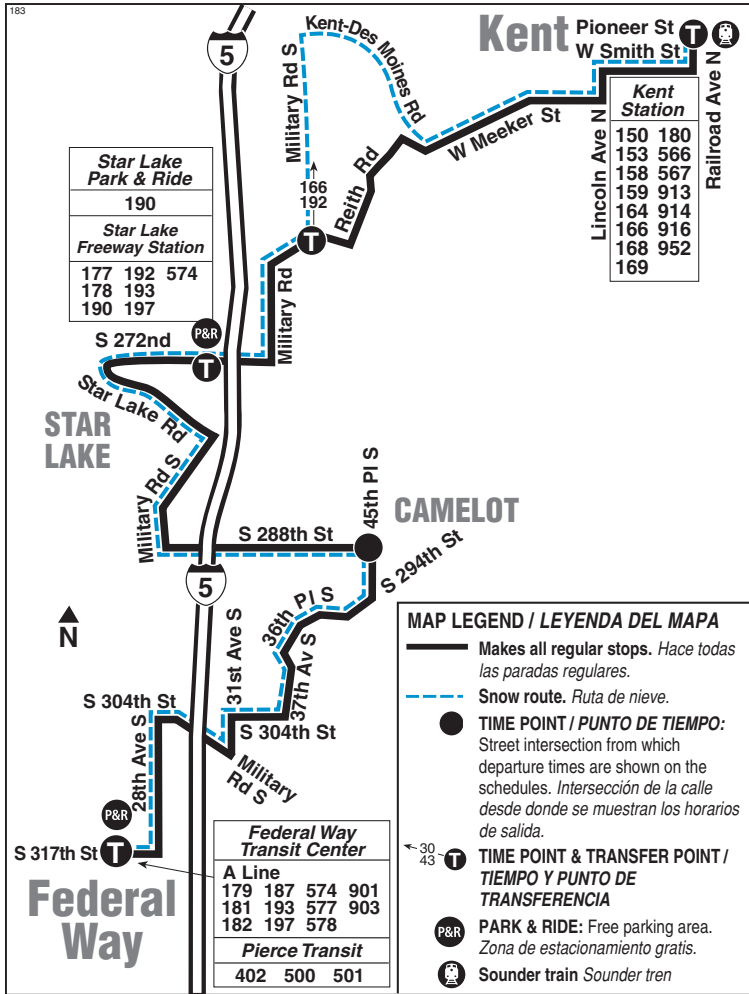 183
5
Kent-Des Moines Rd
Kent
Pioneer St
W Smith St
T
Military Rd S
Kent
Station
150 180
153 566
158 567
159 913
164 914
166 916
168 952
169
Lincoln Ave N
Railroad Ave N
W Meeker St
Reith Rd
166
192
T
Star Lake
Park & Ride
190
Star Lake
Freeway Station
177 192 574
178 193
190 197
Military Rd
P&R
S 272nd
T
Star Lake Rd
STAR
LAKE
Military Rd S
45th Pl S
CAMELOT
S 288th St
S 294th St
5
36th Pl S
N
31st Ave S
37th Av S
S 304th St
S 304th St
28th Ave S
Military
Rd S
P&R
S 317th St
T
Federal
Way
Federal Way
Transit Center
A Line
179 187 574 901
181 193 577 903
182 197 578
Pierce Transit
402 500 501
MAP LEGEND / LEYENDA DEL MAPA
Makes all regular stops. Hace todas
las paradas regulares.
Snow route. Ruta de nieve.
TIME POINT / PUNTO DE TIEMPO:
Street intersection from which
departure times are shown on the
schedules. Intersección de la calle
desde donde se muestran los horarios
de salida.
30
43
T
TIME POINT & TRANSFER POINT /
TIEMPO Y PUNTO DE
TRANSFERENCIA
P&R
PARK & RIDE: Free parking area.
Zona de estacionamiento gratis.
Sounder train Sounder tren